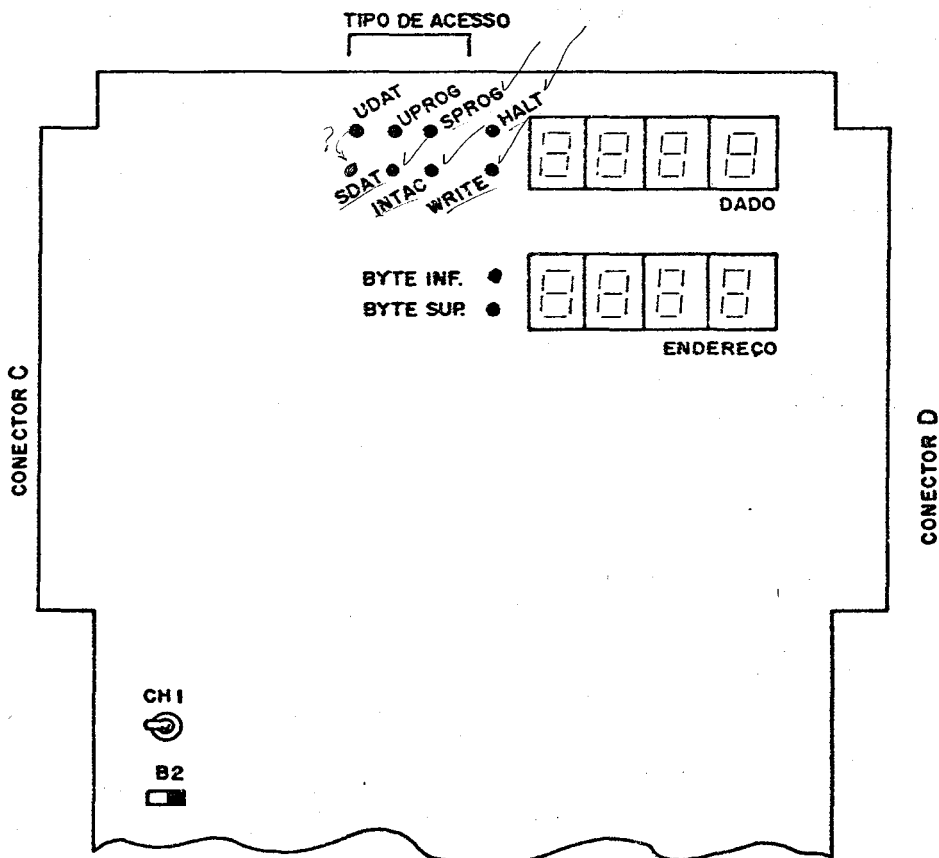 TIPO DE ACESSO
UDAT
UPROG
SPROG
HALT
?
SDAT
INTAC
WRITE
DADO
BYTE INF.
BYTE SUP.
ENDEREÇO
CONECTOR C
CONECTOR D
CH1
B2